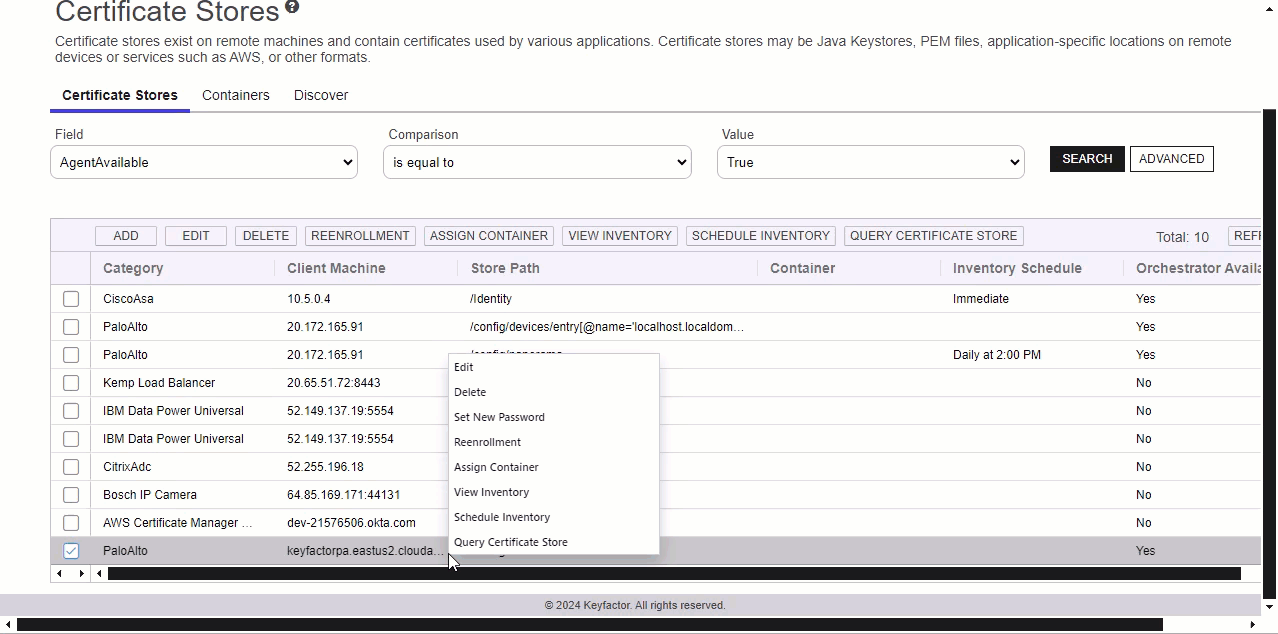 Certificate Stores ?
Certificate stores exist on remote machines and contain certificates used by various applications. Certificate stores may be Java Keystores, PEM files, application-specific locations on remote
devices or services such as AWS, or other formats.
Certificate Stores Containers Discover
Field Comparison Value
AgentAvailable is equal to True SEARCH ADVANCED
ADD EDIT DELETE REENROLLMENT ASSIGN CONTAINER VIEW INVENTORY SCHEDULE INVENTORY QUERY CERTIFICATE STORE Total: 10
Category Client Machine Store Path Container Inventory Schedule Orchestrator
CiscoAsa 10.5.0.4 /Identity Immediate Yes
PaloAlto 20.172.165.91 /config/devices/entry[@name='localhost.localdom... Yes
PaloAlto 20.172.165.91 Daily at 2:00 PM Yes
Kemp Load Balancer 20.65.51.72:8443 No
IBM Data Power Universal 52.149.137.19:5554 No
IBM Data Power Universal 52.149.137.19:5554 No
CitrixAdc 52.255.196.18 No
Bosch IP Camera 64.85.169.171:44131 No
AWS Certificate Manager ... dev-21576506.okta.com No
PaloAlto keyfactorpa.eastus2.clouda... Yes
Edit
Delete
Set New Password
Reenrollment
Assign Container
View Inventory
Schedule Inventory
Query Certificate Store
© 2024 Keyfactor. All rights reserved.